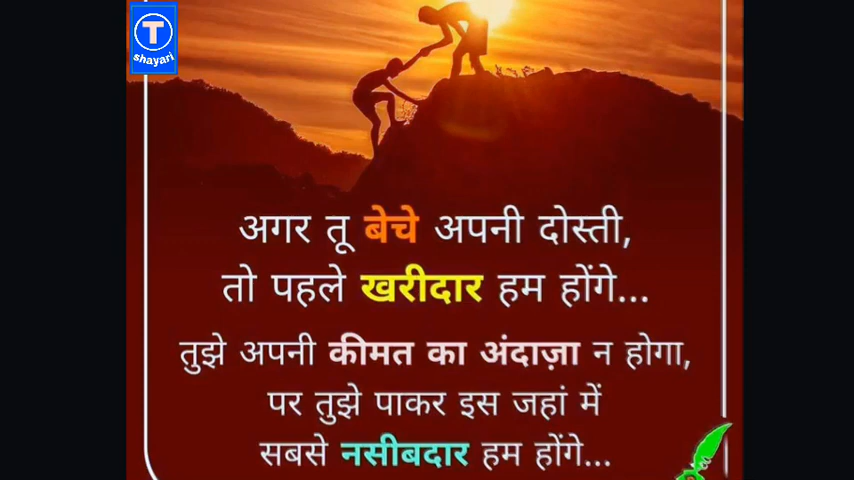 T
shayari
अगर तू बेचे अपनी दोस्ती,
तो पहले खरीदार हम होंगे...
तुझे अपनी कीमत का अंदाज़ा न होगा,
पर तुझे पाकर इस जहां में
सबसे नसीबदार हम होंगे...